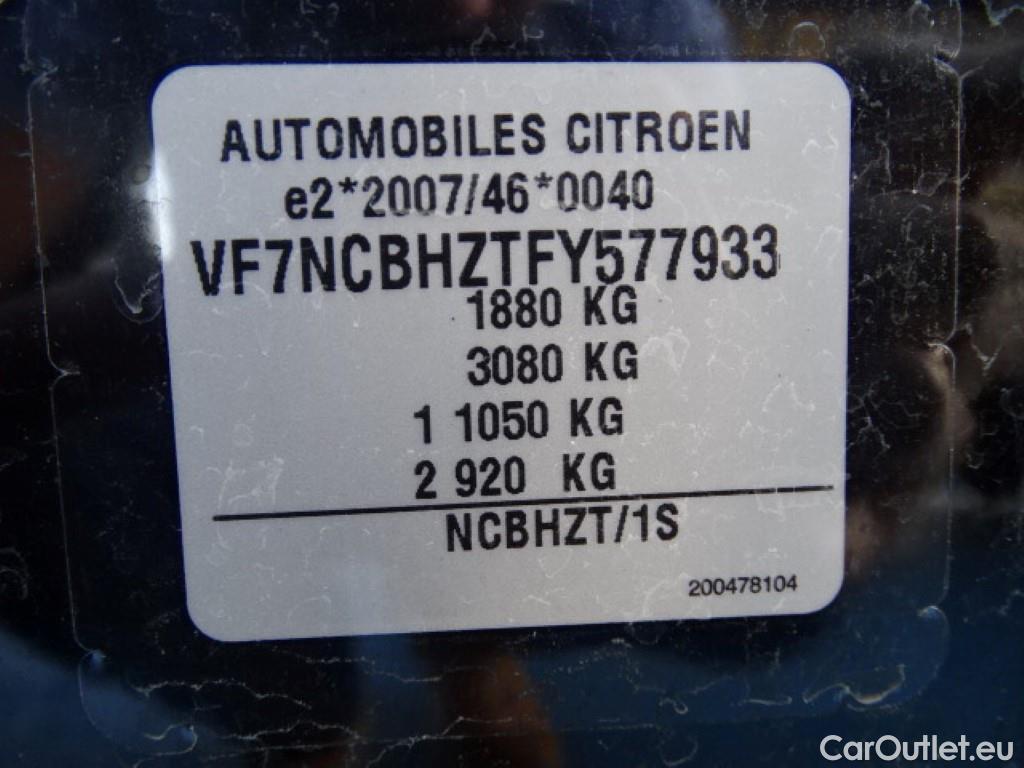 AUTOMOBILES CITROEN
e2*2007/46*0040
VF7NCBHZTFY577933
1880 KG
3080 KG
1 1050 KG
2 920 KG
NCBHZT/1S
200478104
CarOutlet.eu